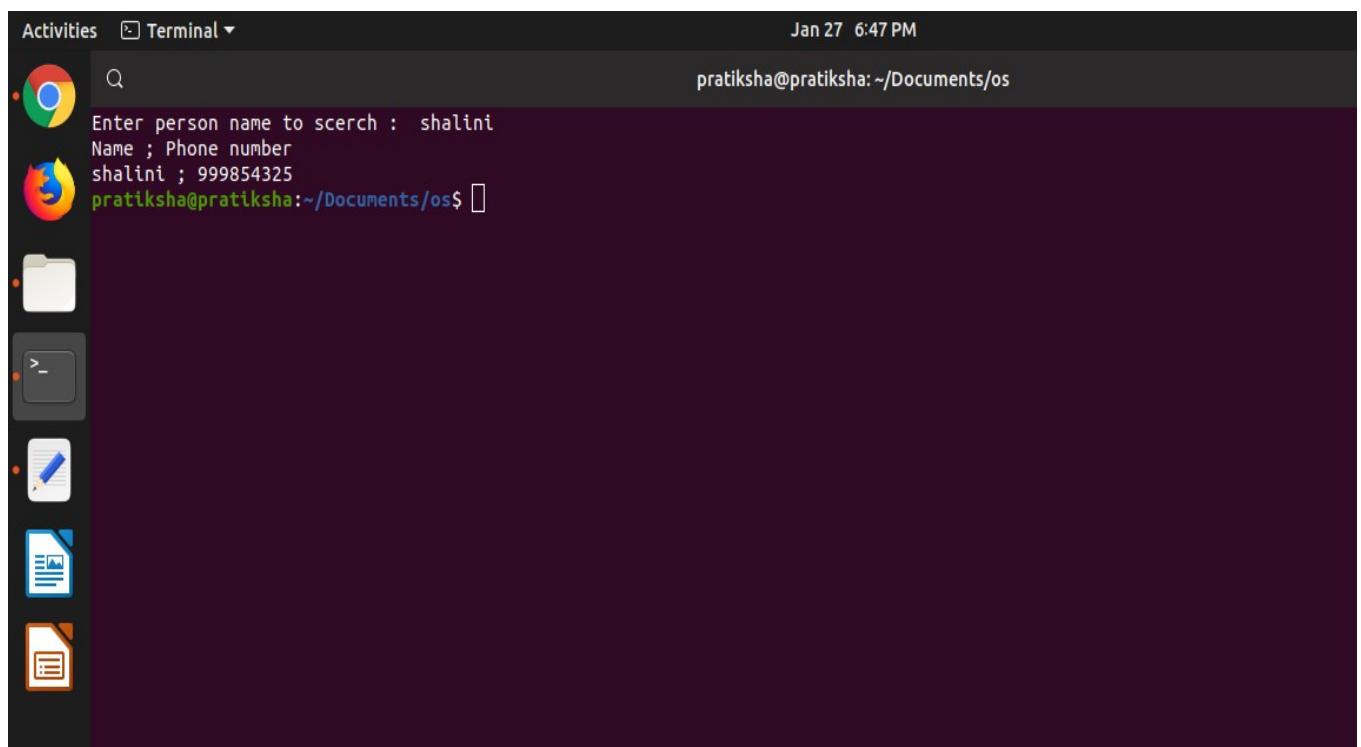 Activities Terminal Jan 27 6:47 PM
pratiksha@pratiksha: ~/Documents/os
Enter person name to scerch :  shalini
Name ; Phone number
shalini ; 999854325
pratiksha@pratiksha:~/Documents/os$